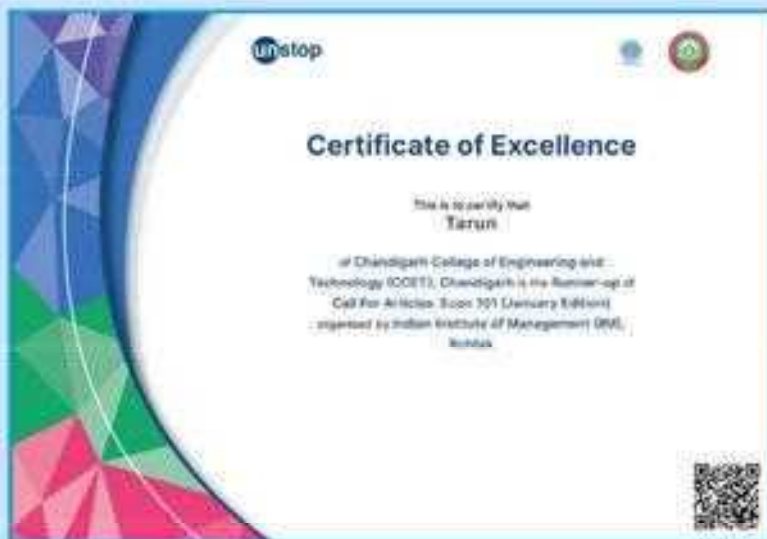 unstop
Certificate of Excellence
This is to certify that
Tarun
of Chandigarh College of Engineering and
Technology (CCET), Chandigarh is the Runner-up of
Call For Articles: Econ 101 (January Edition)
organised by Indian Institute of Management (IIM),
Rohtak